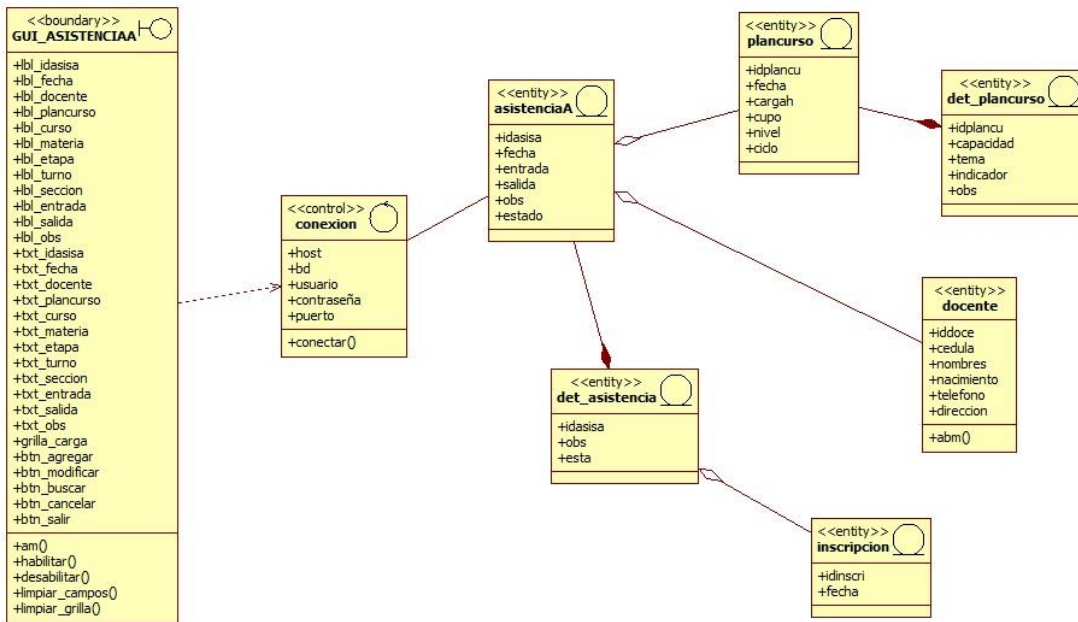 <<boundary>>
GUI_ASISTENCIAA
+lbl_idasisa
+lbl_fecha
+lbl_docente
+lbl_plancurso
+lbl_curso
+lbl_materia
+lbl_etapa
+lbl_turno
+lbl_seccion
+lbl_entrada
+lbl_salida
+lbl_obs
+txt_idasisa
+txt_fecha
+txt_docente
+txt_plancurso
+txt_curso
+txt_materia
+txt_etapa
+txt_turno
+txt_seccion
+txt_entrada
+txt_salida
+txt_obs
+grilla_carga
+btn_agregar
+btn_modificar
+btn_buscar
+btn_cancelar
+btn_salir
+am()
+habilitar()
+desabilitar()
+limpiar_campos()
+limpiar_grilla()
<<control>>
conexion
+host
+bd
+usuario
+contraseña
+puerto
+conectar()
<<entity>>
asistenciaA
+idasisa
+fecha
+entrada
+salida
+obs
+estado
<<entity>>
plancurso
+idplancu
+fecha
+cargah
+cupo
+nivel
+ciclo
<<entity>>
det_plancurso
+idplancu
+capacidad
+tema
+indicador
+obs
<<entity>>
docente
+iddoce
+cedula
+nombres
+nacimiento
+telefono
+direccion
+abm()
<<entity>>
det_asistencia
+idasisa
+obs
+esta
<<entity>>
inscripcion
+idinscri
+fecha